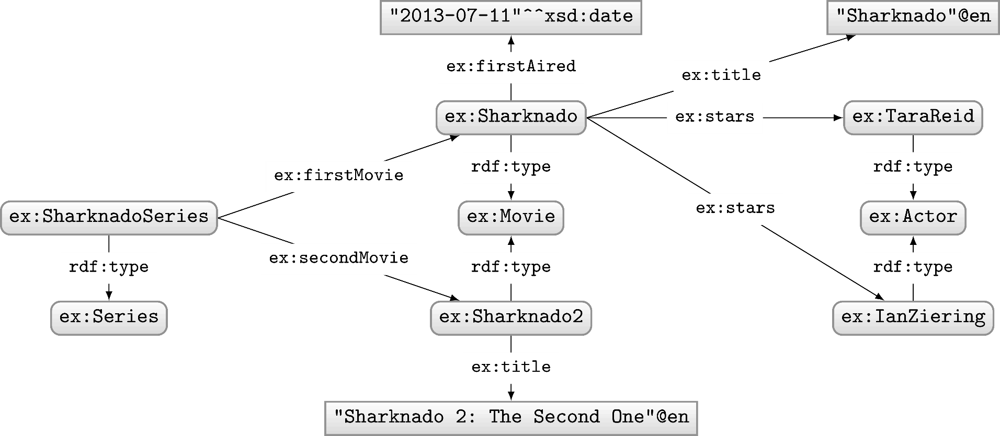 "2013-07-11"^^xsd:date
"Sharknado"@en
ex:firstAired
ex:title
ex:Sharknado
ex:stars
ex:TaraReid
rdf:type
rdf:type
ex:firstMovie
ex:stars
ex:SharknadoSeries
ex:Movie
ex:Actor
ex:secondMovie
rdf:type
rdf:type
rdf:type
ex:Series
ex:Sharknado2
ex:IanZiering
ex:title
"Sharknado 2: The Second One"@en